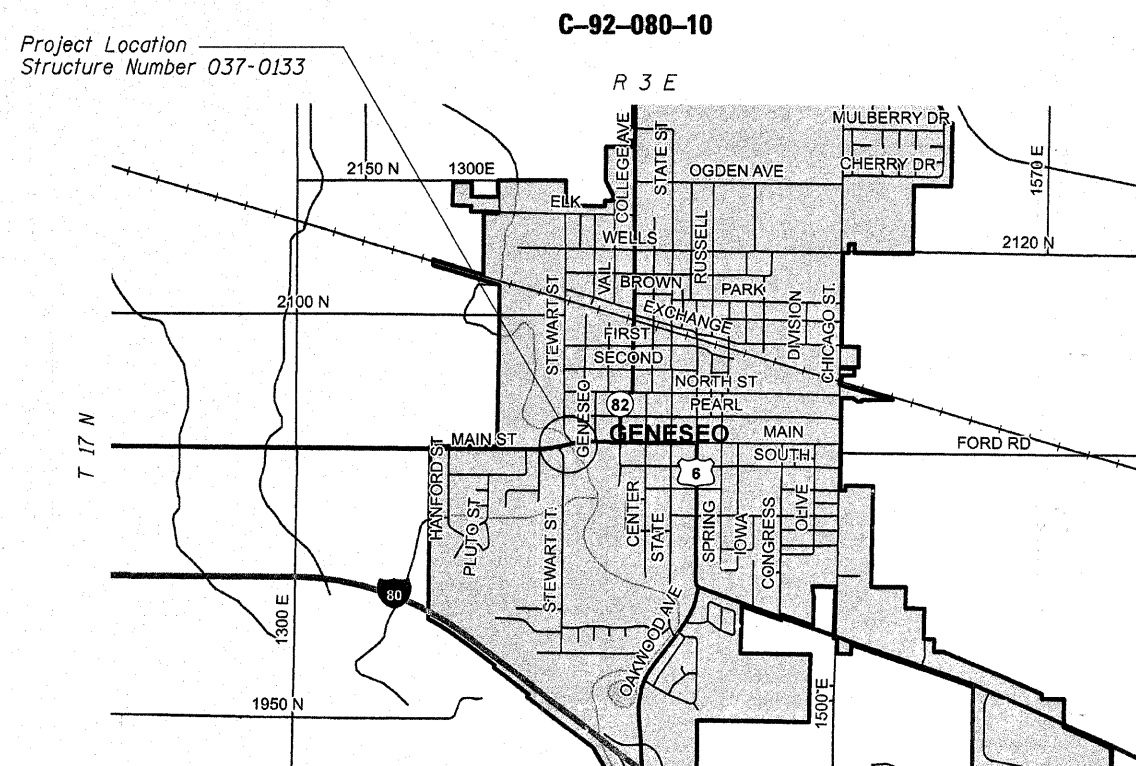 C-92-080-10
Project Location
Structure Number 037-0133
R 3 E
T 17 N
MULBERRY DR
CHERRY DR
2150 N
1300E
COLLEGE AVE
STATE ST
OGDEN AVE
1570 E
ELK
WELLS
RUSSELL
2120 N
VAIL
BROWN
PARK
STEWART ST
2100 N
EXCHANGE
DIVISION
CHICAGO ST.
FIRST
SECOND
NORTH ST
GENESEO
82
PEARL
MAIN ST
GENESEO
MAIN
FORD RD
SOUTH
6
HANFORD ST
PLUTO ST
STEWART ST.
CENTER
STATE
SPRING
IOWA
CONGRESS
OLIVE
80
1300 E
OAKWOOD AVE
1950 N
1500 E